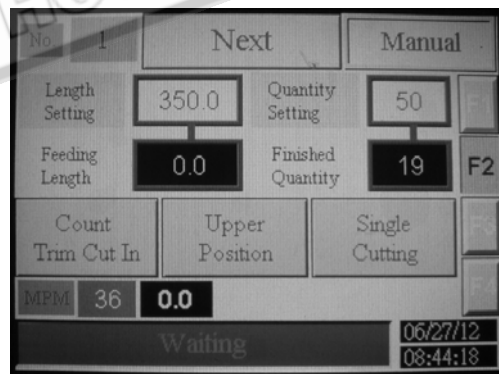 No. 1 Next Manual
Length Setting 350.0 Quantity Setting 50 F1
Feeding Length 0.0 Finished Quantity 19 F2
Count Trim Cut In Upper Position Single Cutting F3
MPM 36 0.0 F4
Waiting 06/27/12
08:44:18